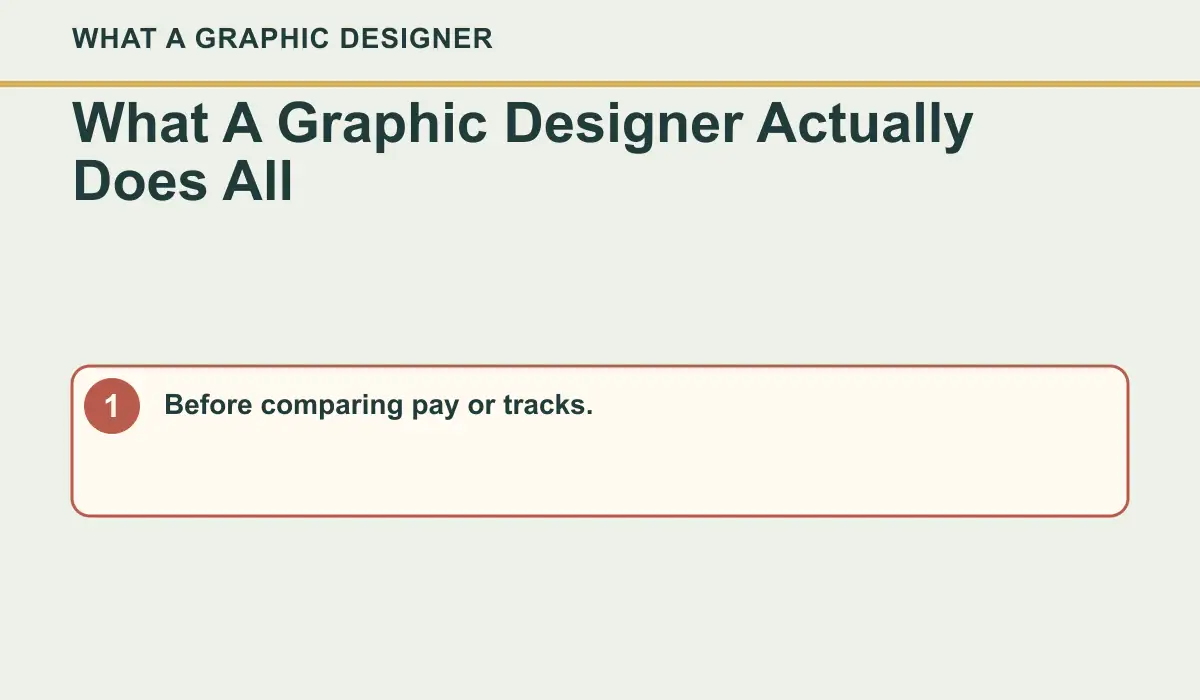 WHAT A GRAPHIC DESIGNER
What A Graphic Designer Actually
Does All
1 Before comparing pay or tracks.